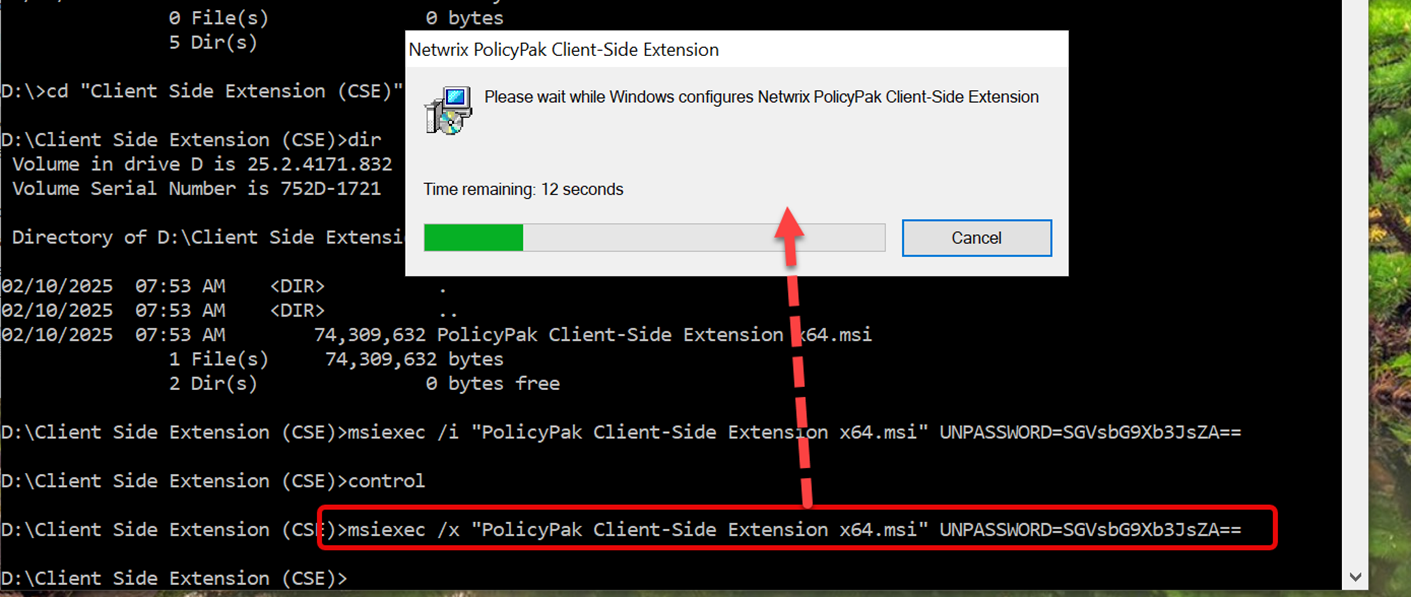 0 File(s) 0 bytes
5 Dir(s)
D:\>cd "Client Side Extension (CSE)"
D:\Client Side Extension (CSE)>dir
Volume in drive D is 25.2.4171.832
Volume Serial Number is 752D-1721
Directory of D:\Client Side Extensi
Netwrix PolicyPak Client-Side Extension
Please wait while Windows configures Netwrix PolicyPak Client-Side Extension
Time remaining: 12 seconds
Cancel
02/10/2025 07:53 AM <DIR> .
02/10/2025 07:53 AM <DIR> ..
02/10/2025 07:53 AM 74,309,632 PolicyPak Client-Side Extension x64.msi
1 File(s) 74,309,632 bytes
2 Dir(s) 0 bytes free
D:\Client Side Extension (CSE)>msiexec /i "PolicyPak Client-Side Extension x64.msi" UNPASSWORD=SGVsbG9Xb3JsZA==
D:\Client Side Extension (CSE)>control
D:\Client Side Extension (CSE)>msiexec /x "PolicyPak Client-Side Extension x64.msi" UNPASSWORD=SGVsbG9Xb3JsZA==
D:\Client Side Extension (CSE)>